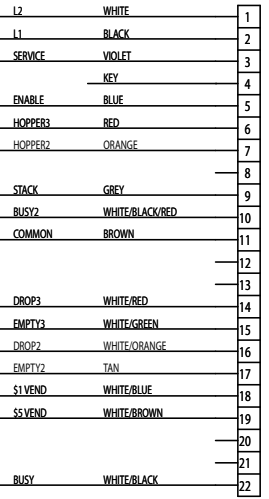 L2 WHITE 1
L1 BLACK 2
SERVICE VIOLET 3
KEY 4
ENABLE BLUE 5
HOPPER3 RED 6
HOPPER2 ORANGE 7
8
STACK GREY 9
BUSY2 WHITE/BLACK/RED 10
COMMON BROWN 11
12
13
DROP3 WHITE/RED 14
EMPTY3 WHITE/GREEN 15
DROP2 WHITE/ORANGE 16
EMPTY2 TAN 17
$1 VEND WHITE/BLUE 18
$5 VEND WHITE/BROWN 19
20
21
BUSY WHITE/BLACK 22